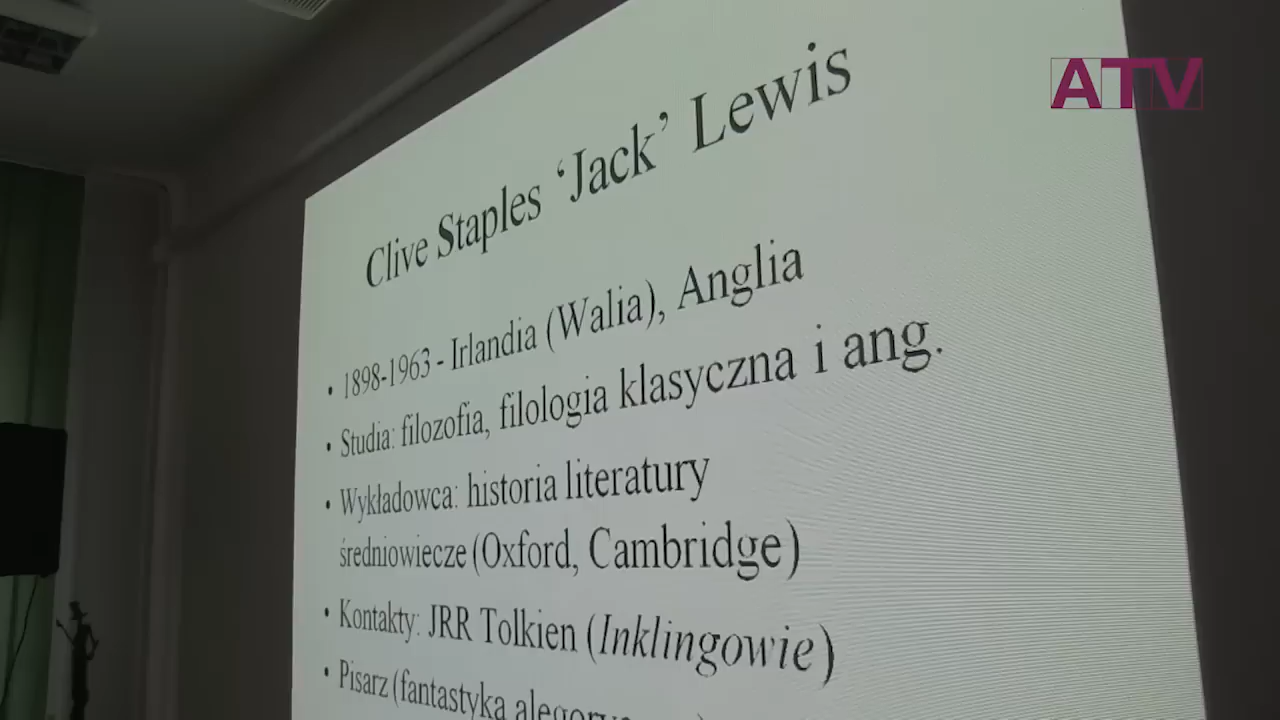 ATV
Clive Staples ‘Jack’ Lewis
• 1898-1963 - Irlandia (Walia), Anglia
• Studia: filozofia, filologia klasyczna i ang.
• Wykładowca: historia literatury
średniowiecze (Oxford, Cambridge)
• Kontakty: JRR Tolkien (Inklingowie)
• Pisarz (fantastyka